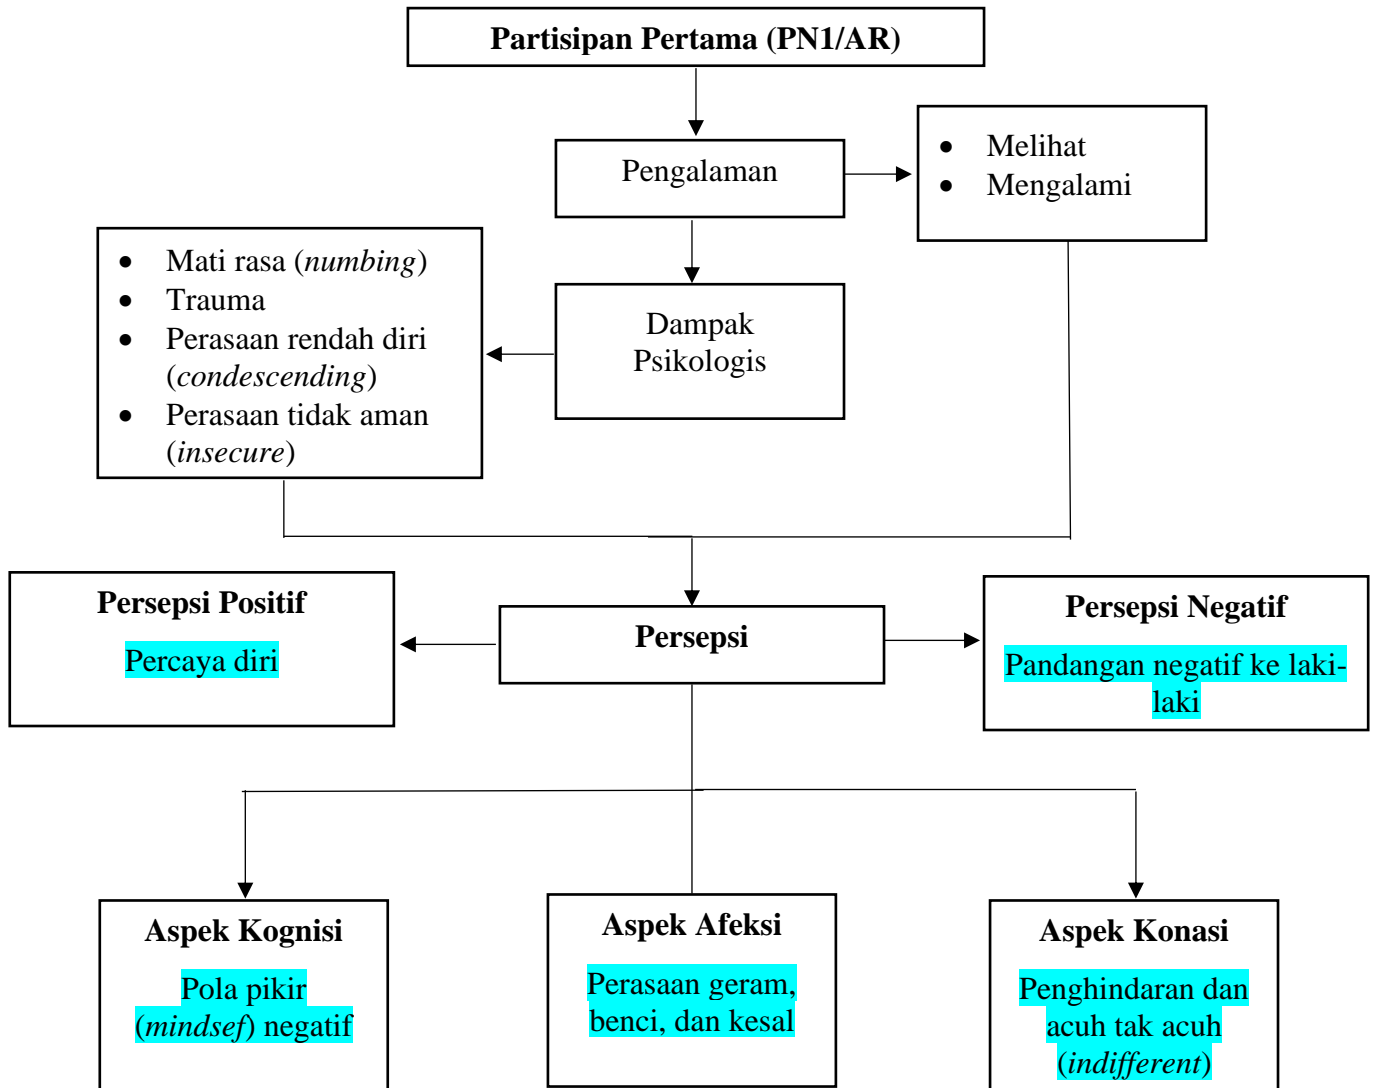 Partisipan Pertama (PN1/AR)
Pengalaman
• Melihat
• Mengalami
• Mati rasa (numbing)
• Trauma
• Perasaan rendah diri
(condescending)
• Perasaan tidak aman
(insecure)
Dampak
Psikologis
Persepsi Positif
Percaya diri
Persepsi
Persepsi Negatif
Pandangan negatif ke laki-
laki
Aspek Kognisi
Pola pikir
(mindsef) negatif
Aspek Afeksi
Perasaan geram,
benci, dan kesal
Aspek Konasi
Penghindaran dan
acuh tak acuh
(indifferent)